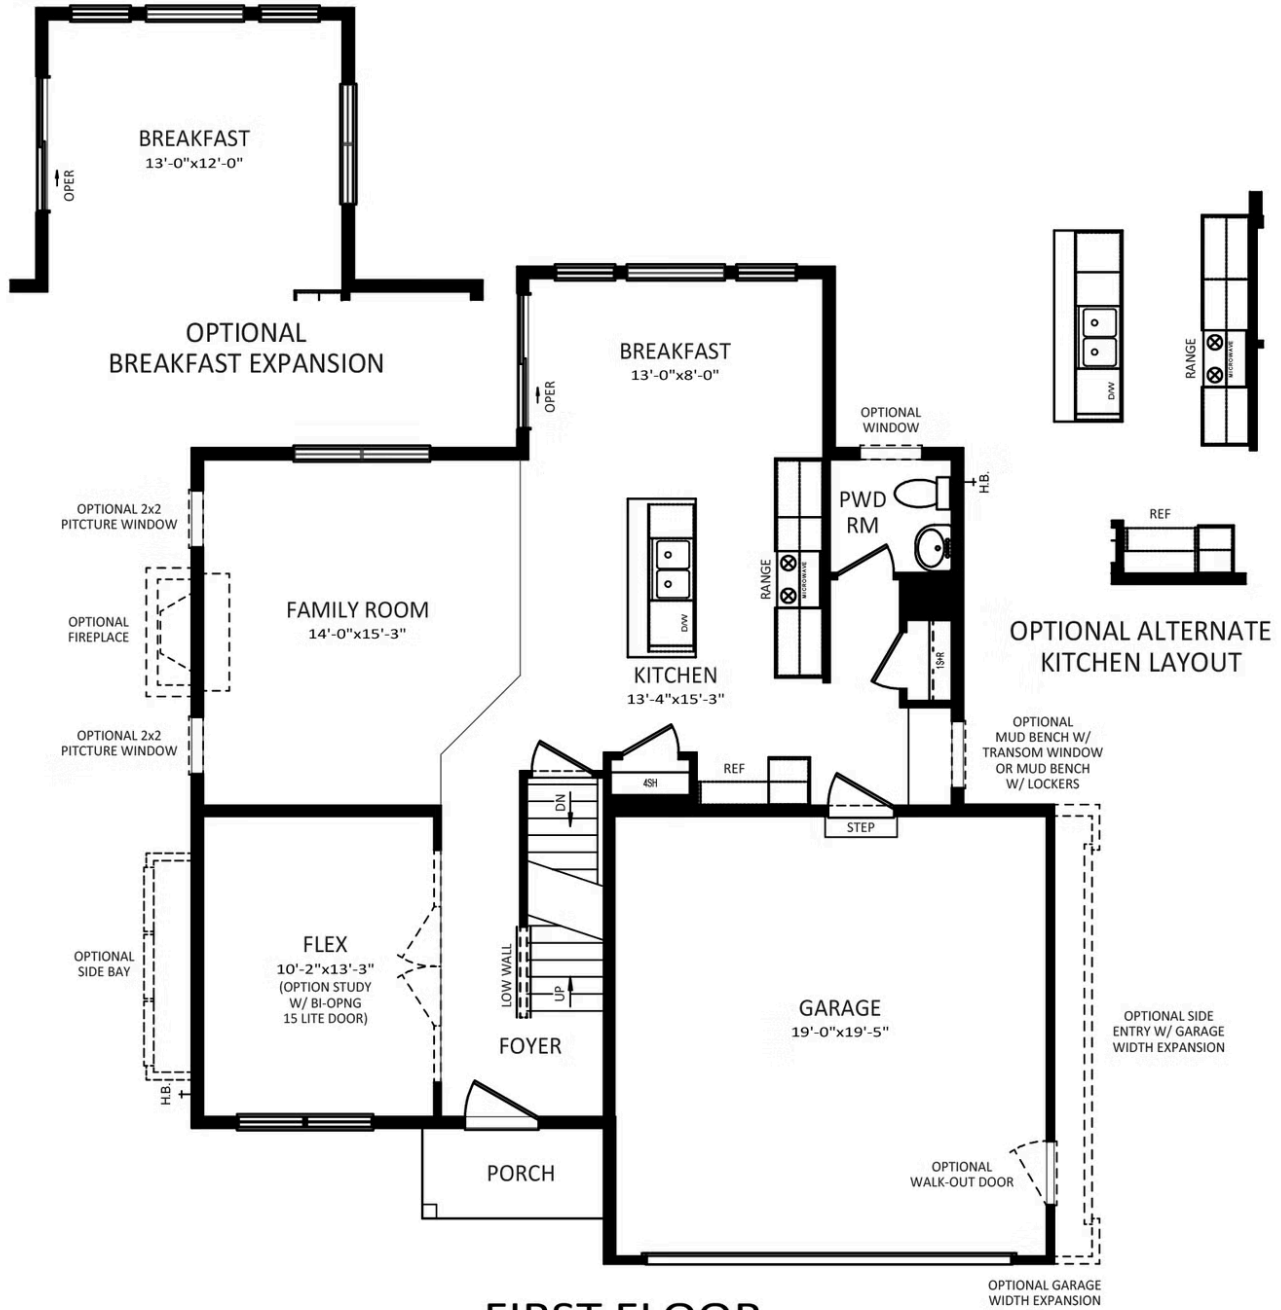 BREAKFAST
13'-0"x12'-0"
OPER
OPTIONAL
BREAKFAST EXPANSION
BREAKFAST
13'-0"x8'-0"
OPER
OPTIONAL
WINDOW
H.B.
PWD
RM
RANGE
MICROWAVE
D/W
REF
OPTIONAL ALTERNATE
KITCHEN LAYOUT
OPTIONAL 2x2
PITCTURE WINDOW
OPTIONAL
FIREPLACE
OPTIONAL 2x2
PITCTURE WINDOW
FAMILY ROOM
14'-0"x15'-3"
D/W
RANGE
MICROWAVE
KITCHEN
13'-4"x15'-3"
1S+R
OPTIONAL
MUD BENCH W/
TRANSOM WINDOW
OR MUD BENCH
W/ LOCKERS
4SH
REF
STEP
DN
UP
LOW WALL
FOYER
FLEX
10'-2"x13'-3"
(OPTION STUDY
W/ BI-OPNG
15 LITE DOOR)
OPTIONAL
SIDE BAY
H.B.
GARAGE
19'-0"x19'-5"
OPTIONAL SIDE
ENTRY W/ GARAGE
WIDTH EXPANSION
OPTIONAL
WALK-OUT DOOR
PORCH
OPTIONAL GARAGE
WIDTH EXPANSION
FIRST FLOOR